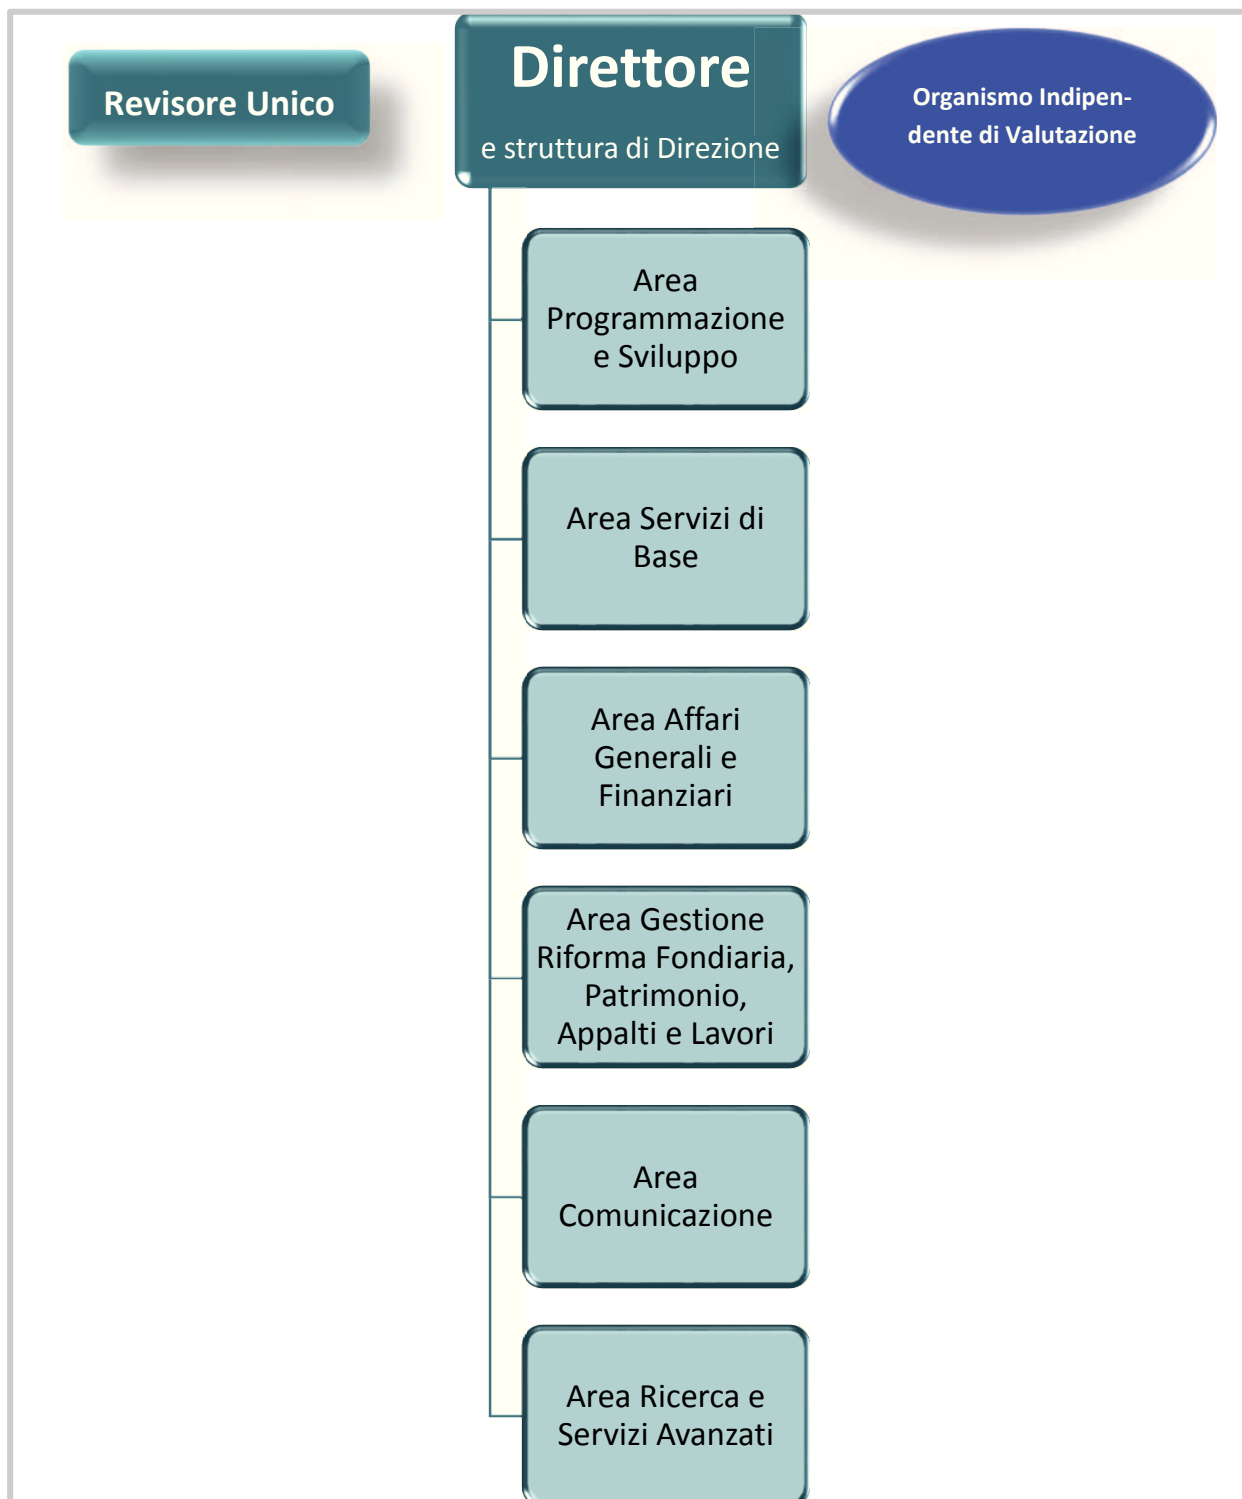 Revisore Unico
Direttore
e struttura di Direzione
Organismo Indipen-
dente di Valutazione
Area
Programmazione
e Sviluppo
Area Servizi di
Base
Area Affari
Generali e
Finanziari
Area Gestione
Riforma Fondiaria,
Patrimonio,
Appalti e Lavori
Area
Comunicazione
Area Ricerca e
Servizi Avanzati